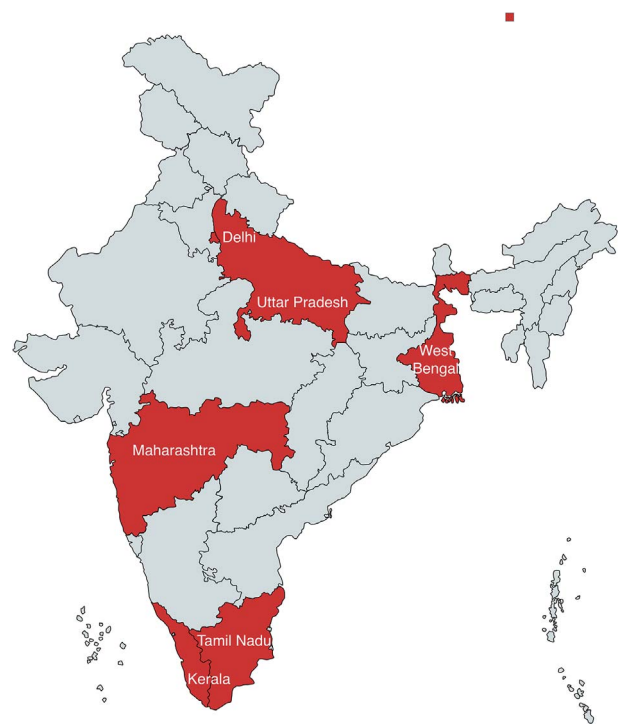 Delhi
Uttar Pradesh
West
Bengal
Maharashtra
Tamil Nadu
Kerala